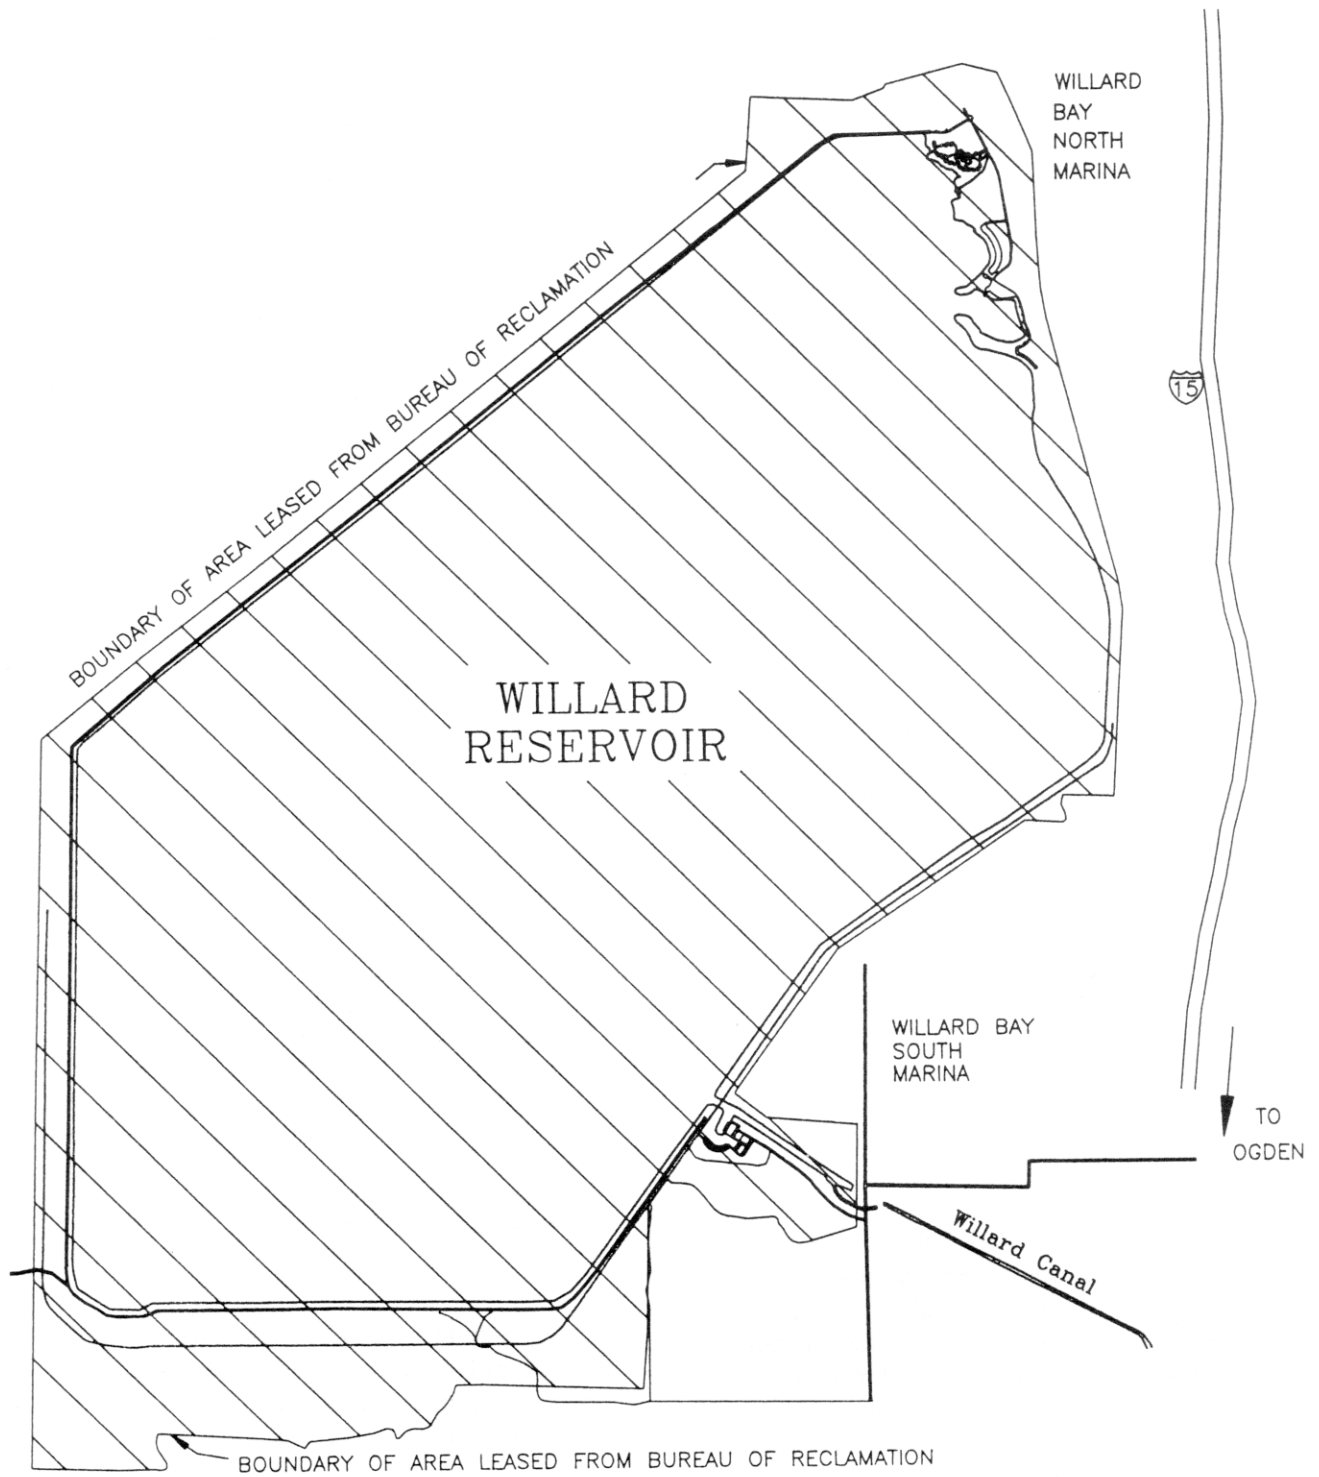 WILLARD
BAY
NORTH
MARINA
BOUNDARY OF AREA LEASED FROM BUREAU OF RECLAMATION
15
WILLARD
RESERVOIR
WILLARD BAY
SOUTH
MARINA
TO
OGDEN
Willard Canal
BOUNDARY OF AREA LEASED FROM BUREAU OF RECLAMATION